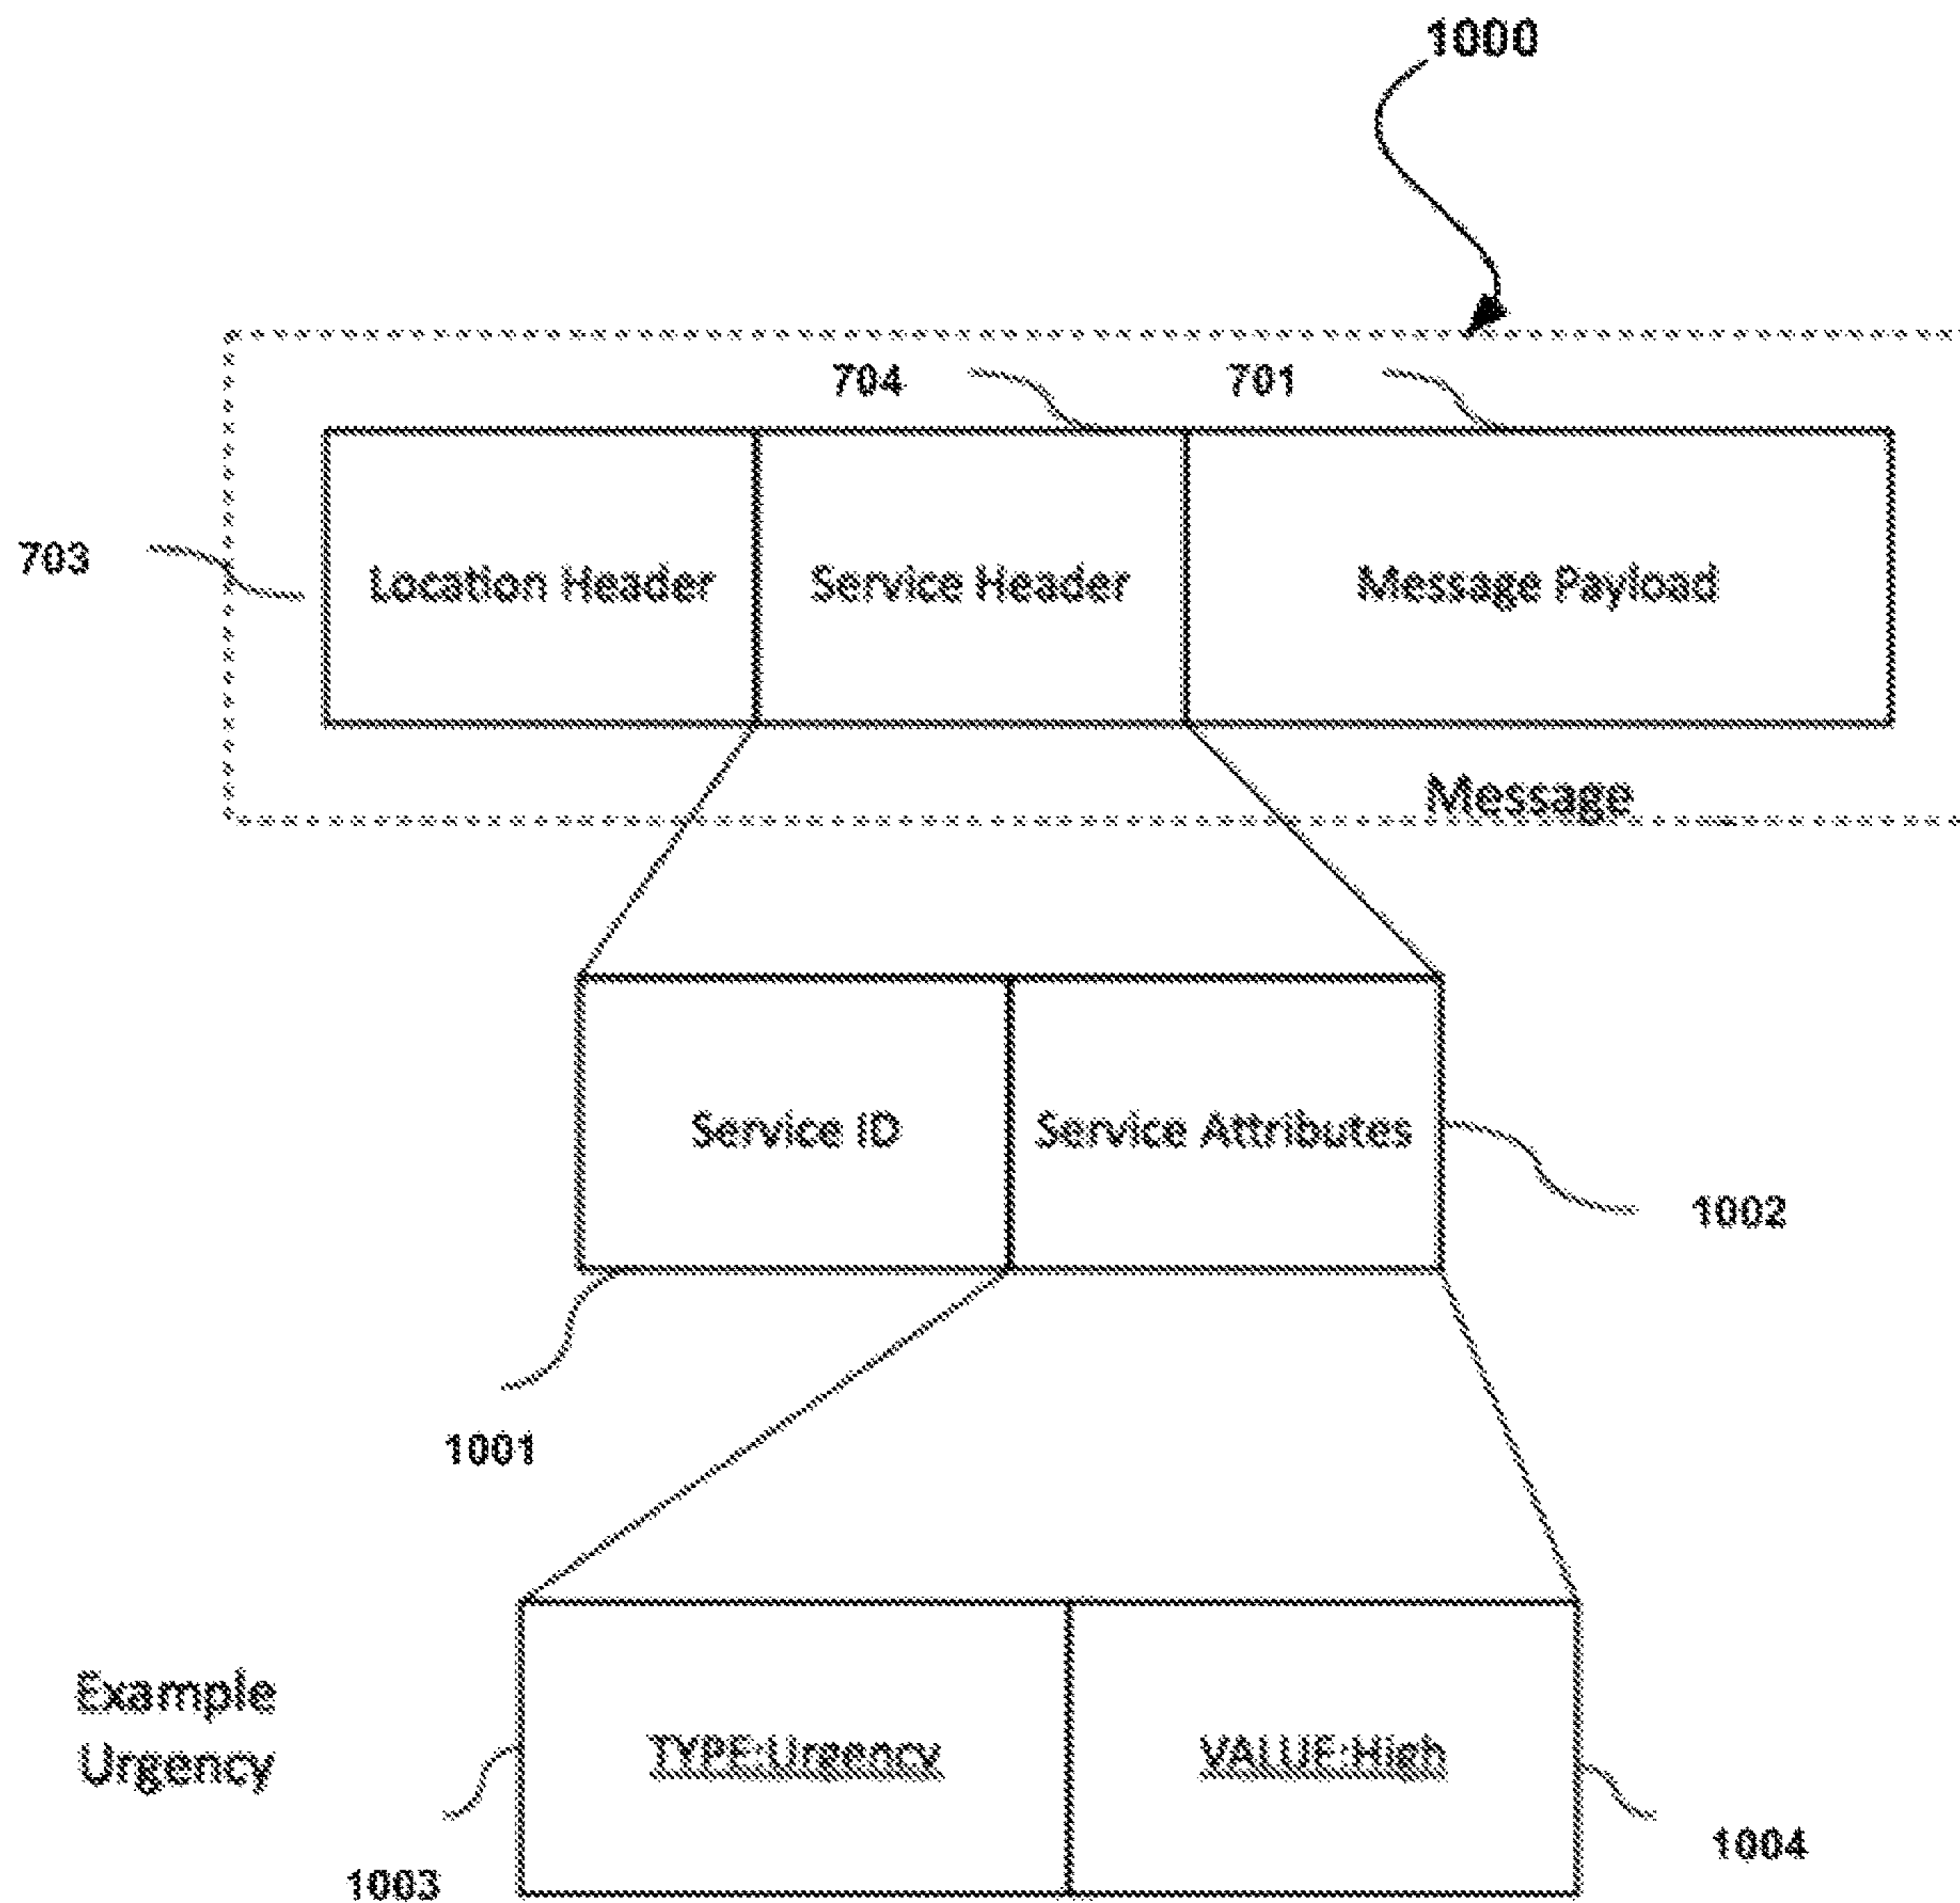 1000
704
701
703
Location Header
Service Header
Message Payload
Message
Service ID
Service Attributes
1002
1001
Example
Urgency
TYPE:Urgency
VALUE:High
1003
1004